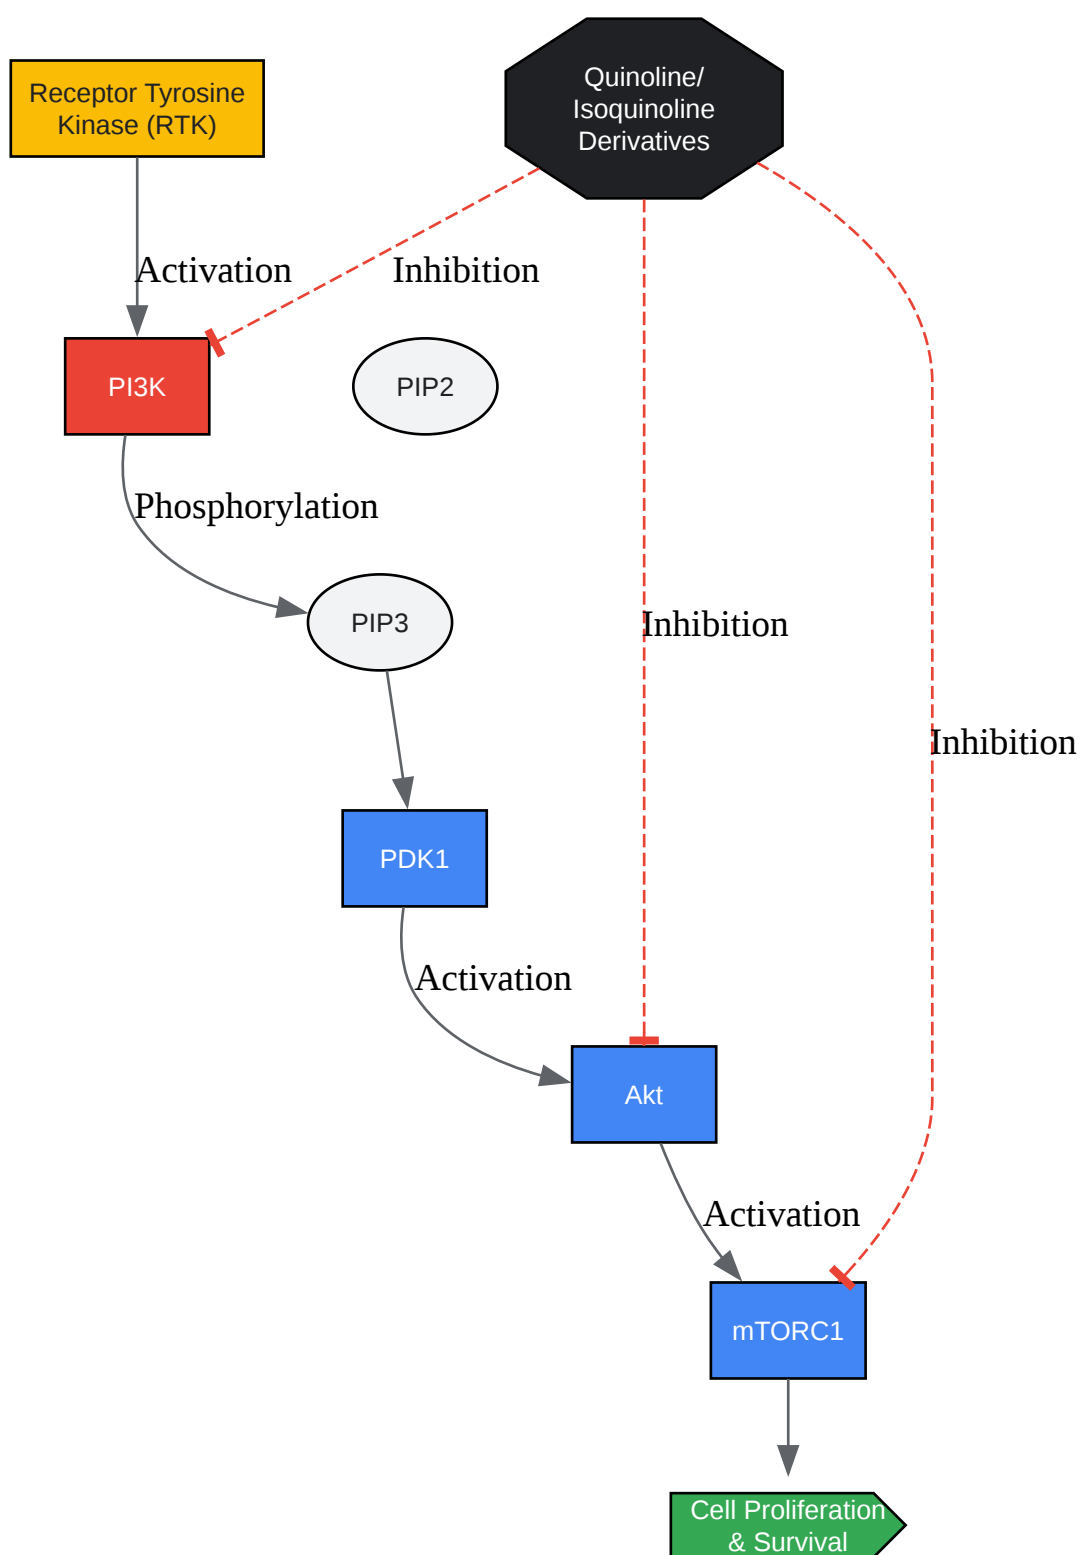 Receptor Tyrosine
Kinase (RTK)
Quinoline/
Isoquinoline
Derivatives
Activation
Inhibition
PI3K
PIP2
Phosphorylation
PIP3
Inhibition
Inhibition
PDK1
Activation
Akt
Activation
mTORC1
Cell Proliferation
& Survival